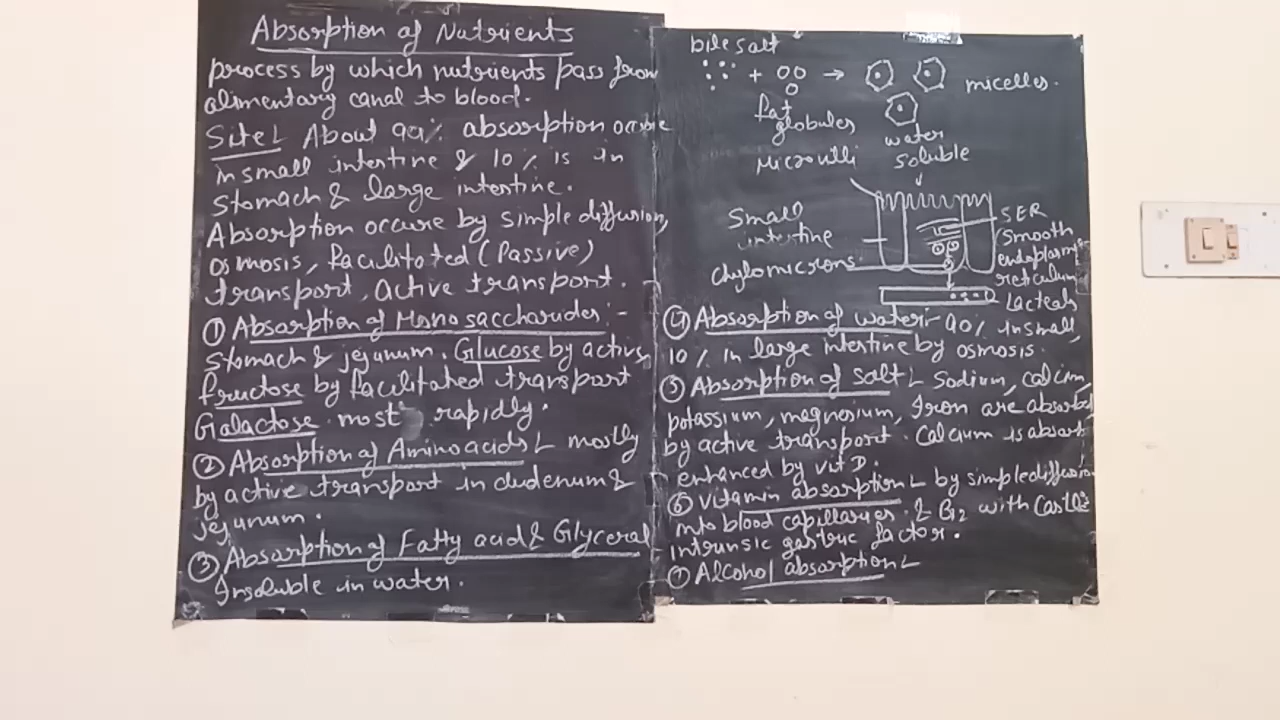 Absorption of Nutrients
process by which nutrients pass from
alimentary canal to blood.
Site:- About 90% absorption occure
in small intestine & 10% is in
stomach & large intestine.
Absorption occure by simple diffusion,
osmosis, facilitated (Passive)
transport, active transport.
① Absorption of Monosaccharides:-
stomach & jejunum. Glucose by active,
fructose by facilitated transport
Galactose most rapidly.
② Absorption of Amino acids:- mostly
by active transport in dudenum &
jejunum.
③ Absorption of Fatty acid & Glyceral
Insoluble in water.
bile salt
+ → micelles.
fat
globules
water
soluble
Microvilli
Small
intestine
chylomicrons
SER
(Smooth
endoplasmic
reticulum
Lacteals
④ Absorption of water:- 90% in small,
10% in large intestine by osmosis.
⑤ Absorption of salt:- Sodium, calcium,
potassium, magnesium, Iron are absorbed
by active transport. Calcium is absorb
enhanced by vit D.
⑥ Vitamin absorption:- by simple diffusion
into blood capillaries. & B12 with Castle
intrinsic gastric factor.
⑦ Alcohol absorption:-